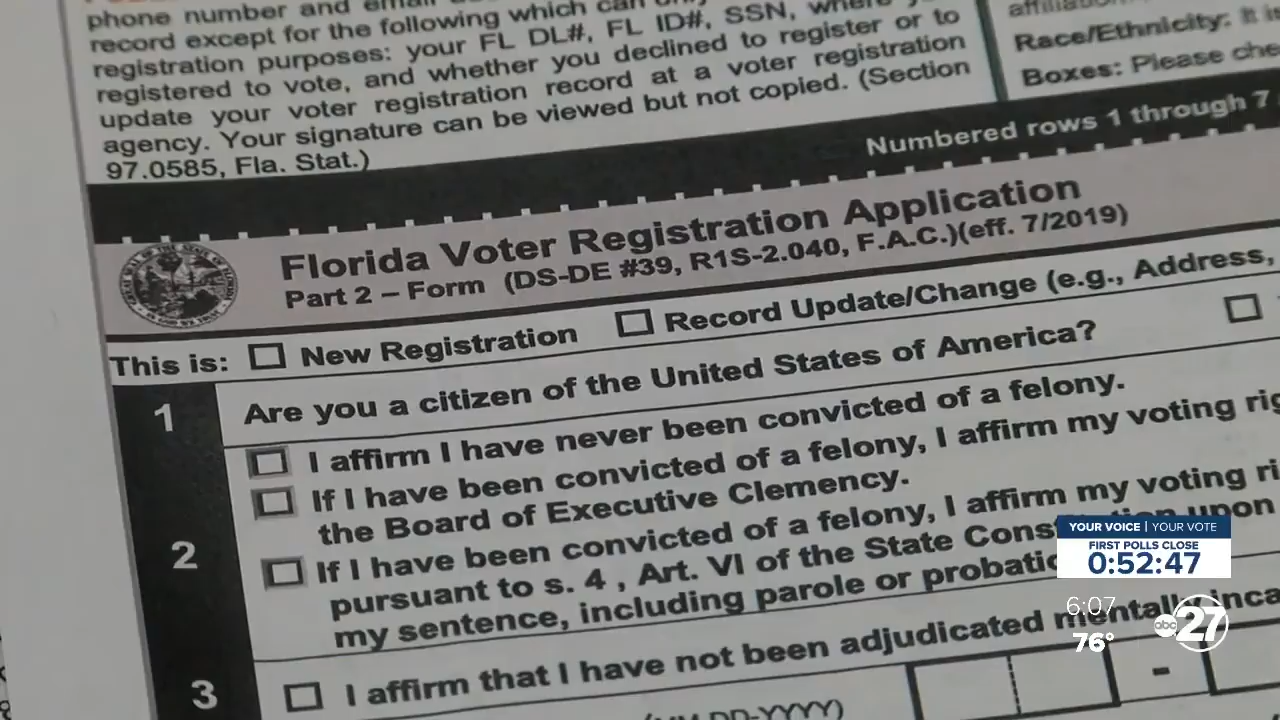 phone number and email
record except for the following which can
registration purposes: your FL DL#, FL ID#, SSN, where
registered to vote, and whether you declined to register or to
update your voter registration record at a voter registration
agency. Your signature can be viewed but not copied. (Section
97.0585, Fla. Stat.)
Race/Ethnicity: It
Boxes: Please
Numbered rows 1 through 7
Florida Voter Registration Application
Part 2 – Form (DS-DE #39, R1S-2.040, F.A.C.)(eff. 7/2019)
This is: New Registration Record Update/Change (e.g., Address,
1 Are you a citizen of the United States of America?
2
I affirm I have never been convicted of a felony.
If I have been convicted of a felony, I affirm my voting
the Board of Executive Clemency.
If I have been convicted of a felony, I affirm my voting
pursuant to s. 4 , Art. VI of the State upon
my sentence, including parole or
3 I affirm that I have not been adjudicated
YOUR VOICE | YOUR VOTE
FIRST POLLS CLOSE
0:52:47
6:07
76°
abc 27